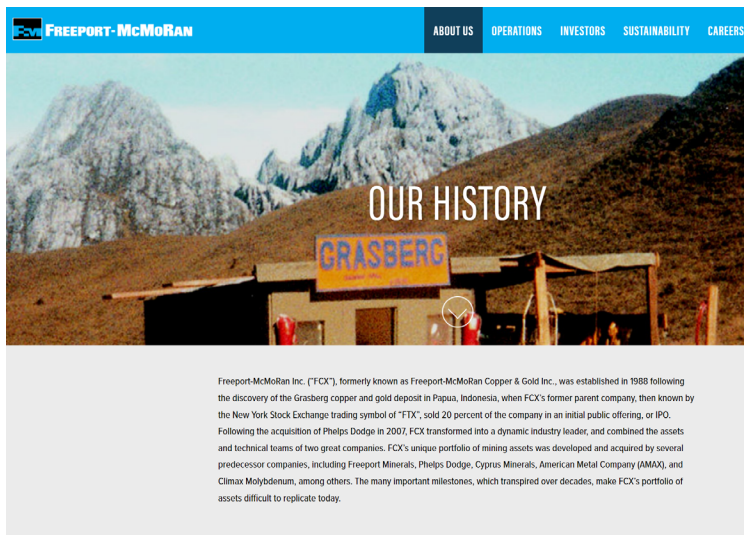 FCX FREEPORT-MCMORAN
ABOUT US OPERATIONS INVESTORS SUSTAINABILITY CAREERS
OUR HISTORY
GRASBERG
Freeport-McMoRan Inc. ("FCX"), formerly known as Freeport-McMoRan Copper & Gold Inc., was established in 1988 following
the discovery of the Grasberg copper and gold deposit in Papua, Indonesia, when FCX's former parent company, then known by
the New York Stock Exchange trading symbol of "FTX", sold 20 percent of the company in an initial public offering, or IPO.
Following the acquisition of Phelps Dodge in 2007, FCX transformed into a dynamic industry leader, and combined the assets
and technical teams of two great companies. FCX's unique portfolio of mining assets was developed and acquired by several
predecessor companies, including Freeport Minerals, Phelps Dodge, Cyprus Minerals, American Metal Company (AMAX), and
Climax Molybdenum, among others. The many important milestones, which transpired over decades, make FCX's portfolio of
assets difficult to replicate today.